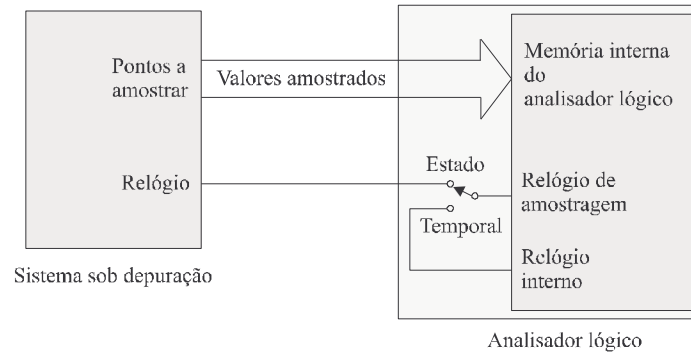 Pontos a
amostrar
Valores amostrados
Memória interna
do
analisador lógico
Relógio
Estado
Temporal
Relógio de
amostragem
Relógio
interno
Sistema sob depuração
Analisador lógico